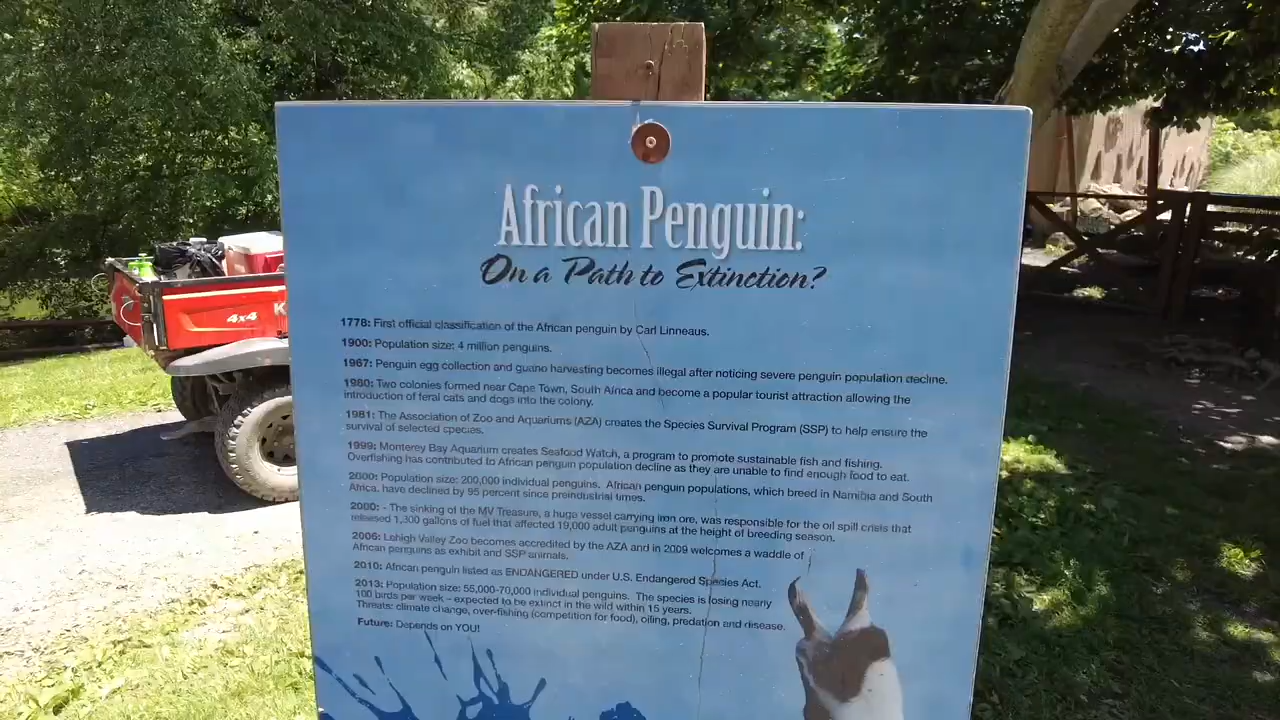 African Penguin:
On a Path to Extinction?
1778: First official classification of the African penguin by Carl Linneaus.
1900: Population size: 4 million penguins.
1967: Penguin egg collection and guano harvesting becomes illegal after noticing severe penguin population decline.
1980: Two colonies formed near Cape Town, South Africa and become a popular tourist attraction allowing the
introduction of feral cats and dogs into the colony.
1981: The Association of Zoo and Aquariums (AZA) creates the Species Survival Program (SSP) to help ensure the
survival of selected species.
1999: Monterey Bay Aquarium creates Seafood Watch, a program to promote sustainable fish and fishing.
Overfishing has contributed to African penguin population decline as they are unable to find enough food to eat.
2000: Population size: 200,000 individual penguins. African penguin populations, which breed in Namibia and South
Africa, have declined by 95 percent since preindustrial times.
2000: - The sinking of the MV Treasure, a huge vessel carrying iron ore, was responsible for the oil spill crisis that
released 1,300 gallons of fuel that affected 19,000 adult penguins at the height of breeding season.
2006: Lehigh Valley Zoo becomes accredited by the AZA and in 2009 welcomes a waddle of
African penguins as exhibit and SSP animals.
2010: African penguin listed as ENDANGERED under U.S. Endangered Species Act.
2013: Population size: 55,000-70,000 individual penguins. The species is losing nearly
100 birds per week – expected to be extinct in the wild within 15 years.
Threats: climate change, over-fishing (competition for food), oiling, predation and disease.
Future: Depends on YOU!
4x4
K